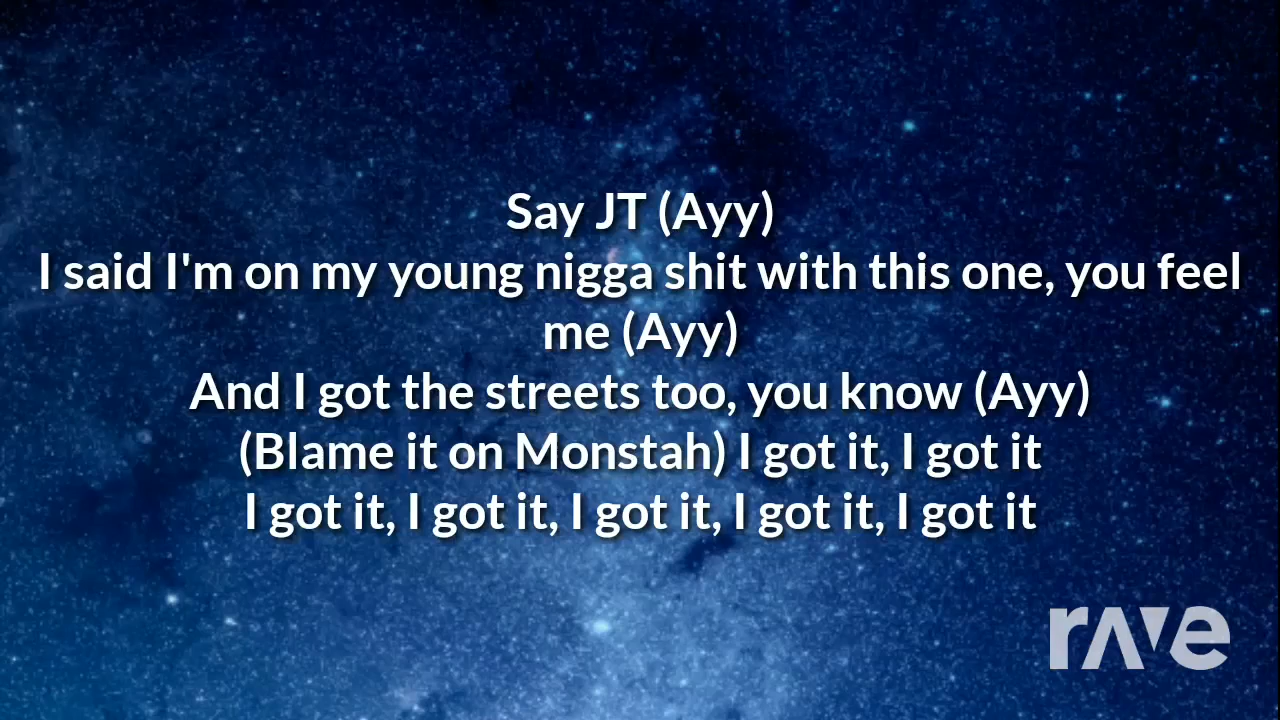 Say JT (Ayy)
I said I'm on my young nigga shit with this one, you feel
me (Ayy)
And I got the streets too, you know (Ayy)
(Blame it on Monstah) I got it, I got it
I got it, I got it, I got it, I got it, I got it
rave